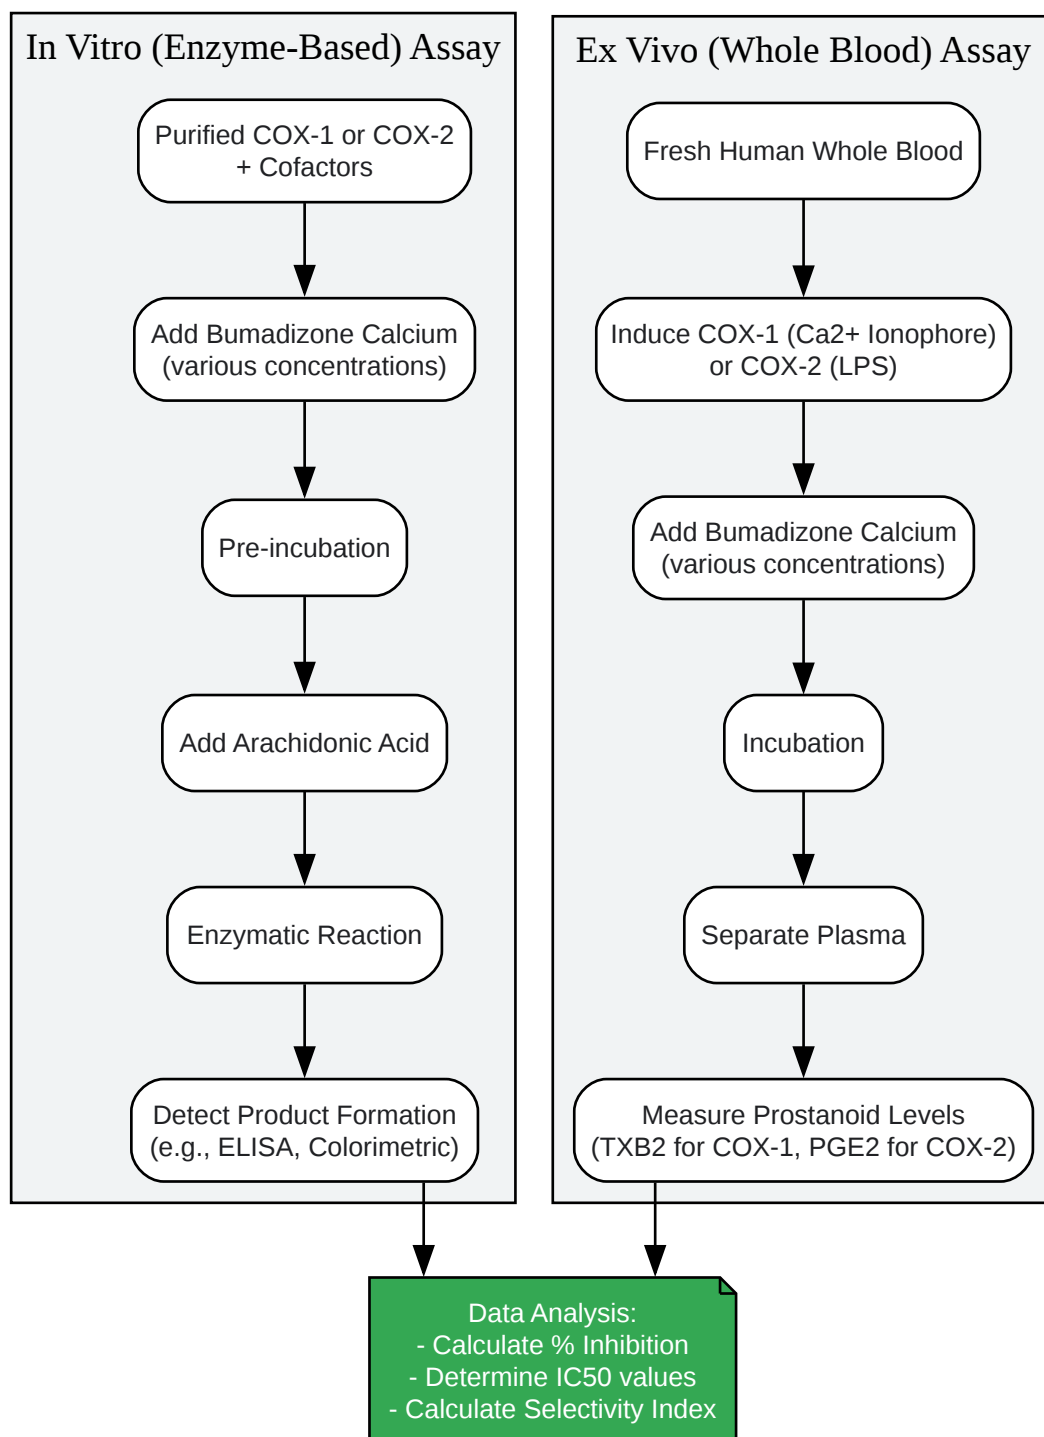 In Vitro (Enzyme-Based) Assay
Purified COX-1 or COX-2
+ Cofactors
Add Bumadizone Calcium
(various concentrations)
Pre-incubation
Add Arachidonic Acid
Enzymatic Reaction
Detect Product Formation
(e.g., ELISA, Colorimetric)
Ex Vivo (Whole Blood) Assay
Fresh Human Whole Blood
Induce COX-1 (Ca2+ Ionophore)
or COX-2 (LPS)
Add Bumadizone Calcium
(various concentrations)
Incubation
Separate Plasma
Measure Prostanoid Levels
(TXB2 for COX-1, PGE2 for COX-2)
Data Analysis:
- Calculate % Inhibition
- Determine IC50 values
- Calculate Selectivity Index